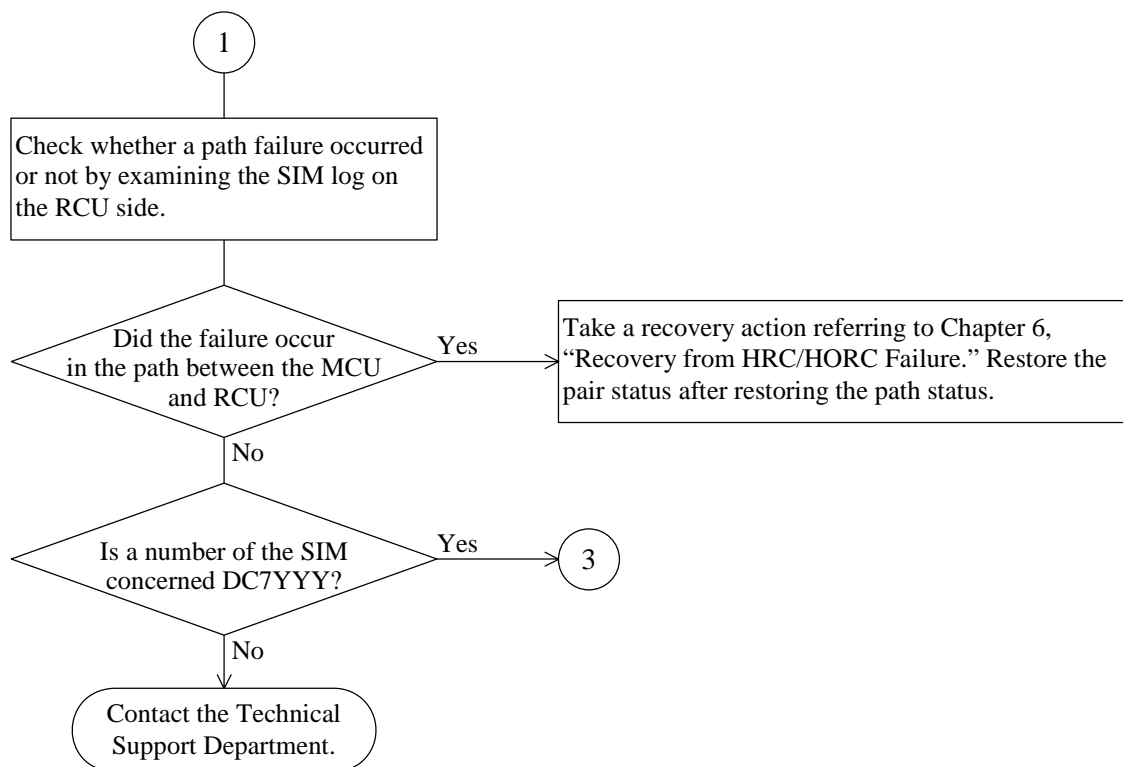 1
Check whether a path failure occurred
or not by examining the SIM log on
the RCU side.
Did the failure occur
in the path between the MCU
and RCU?
Yes
Take a recovery action referring to Chapter 6,
“Recovery from HRC/HORC Failure.” Restore the
pair status after restoring the path status.
No
Is a number of the SIM
concerned DC7YYY?
Yes
3
No
Contact the Technical
Support Department.